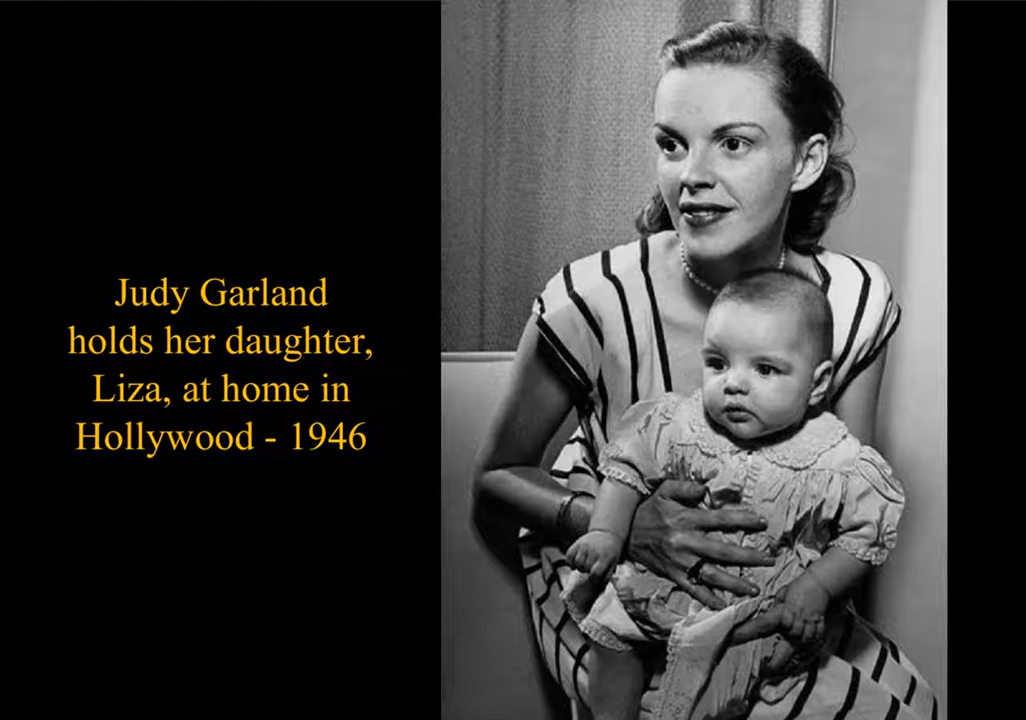 Judy Garland
holds her daughter,
Liza, at home in
Hollywood - 1946